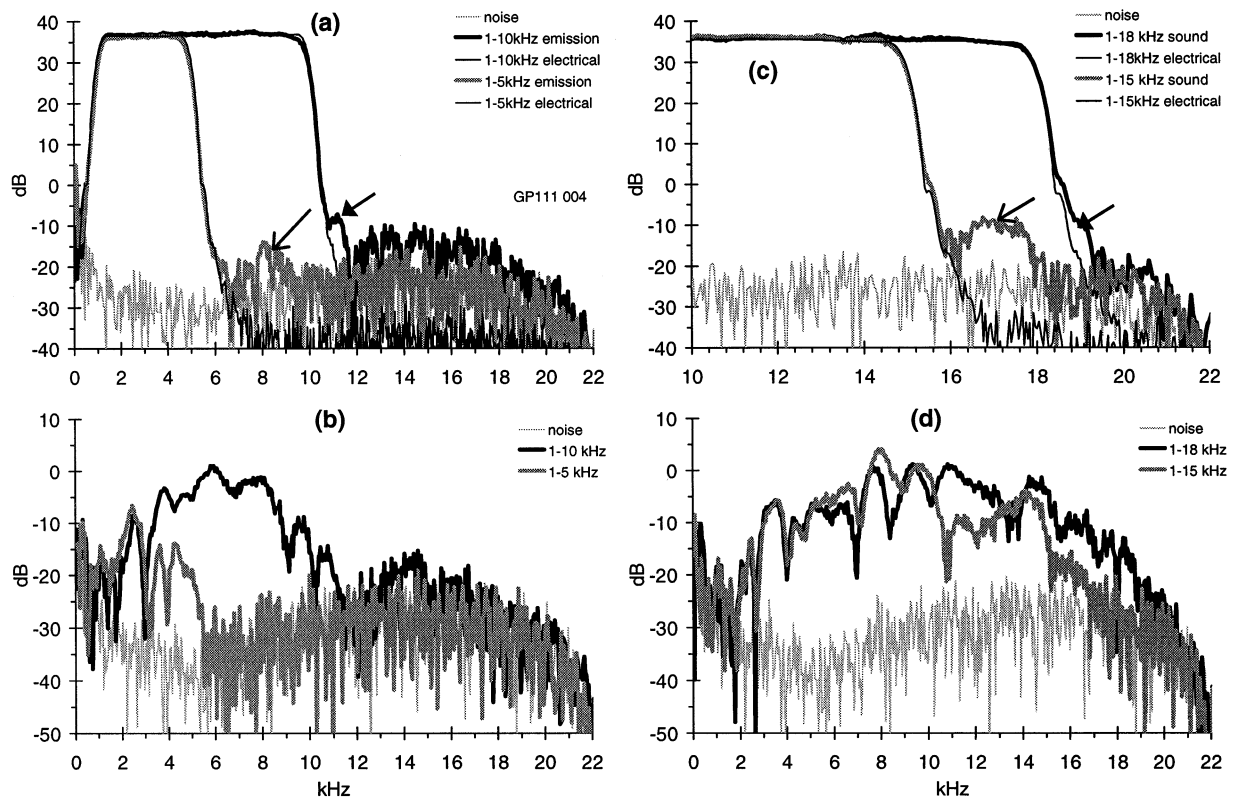 (a)
noise
1-10kHz emission
1-10kHz electrical
1-5kHz emission
1-5kHz electrical
GP111 004
dB
40
30
20
10
0
-10
-20
-30
-40
0 2 4 6 8 10 12 14 16 18 20 22
(c)
noise
1-18 kHz sound
1-18kHz electrical
1-15 kHz sound
1-15kHz electrical
dB
40
30
20
10
0
-10
-20
-30
-40
10 12 14 16 18 20 22
(b)
noise
1-10 kHz
1-5 kHz
dB
10
0
-10
-20
-30
-40
-50
0 2 4 6 8 10 12 14 16 18 20 22
kHz
(d)
noise
1-18 kHz
1-15 kHz
dB
10
0
-10
-20
-30
-40
-50
0 2 4 6 8 10 12 14 16 18 20 22
kHz